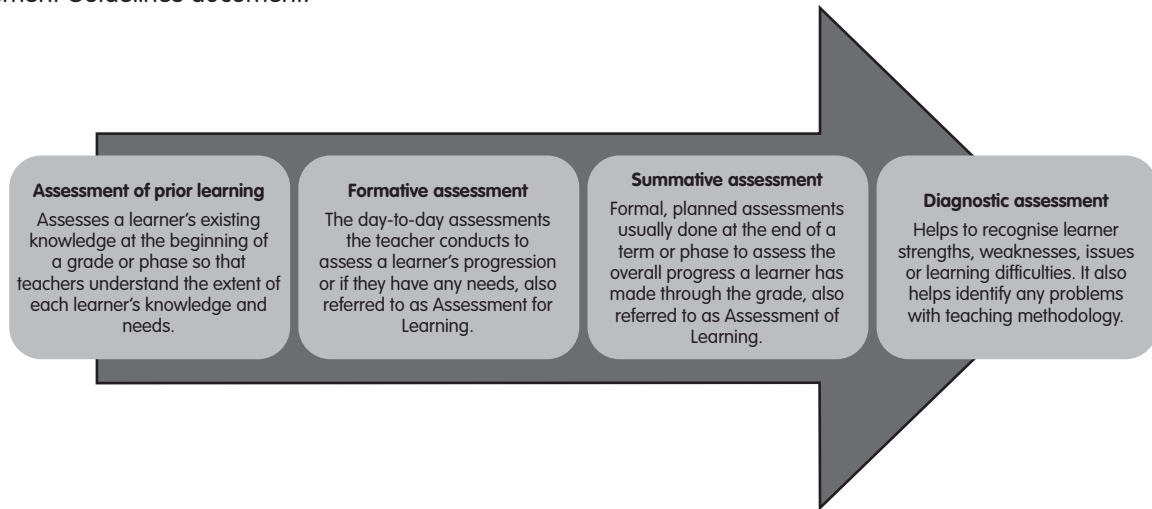 Assessment of prior learning
Assesses a learner's existing
knowledge at the beginning of
a grade or phase so that
teachers understand the extent of
each learner's knowledge and
needs.
Formative assessment
The day-to-day assessments
the teacher conducts to
assess a learner's progression
or if they have any needs, also
referred to as Assessment for
Learning.
Summative assessment
Formal, planned assessments
usually done at the end of a
term or phase to assess the
overall progress a learner has
made through the grade, also
referred to as Assessment of
Learning.
Diagnostic assessment
Helps to recognise learner
strengths, weaknesses, issues
or learning difficulties. It also
helps identify any problems
with teaching methodology.